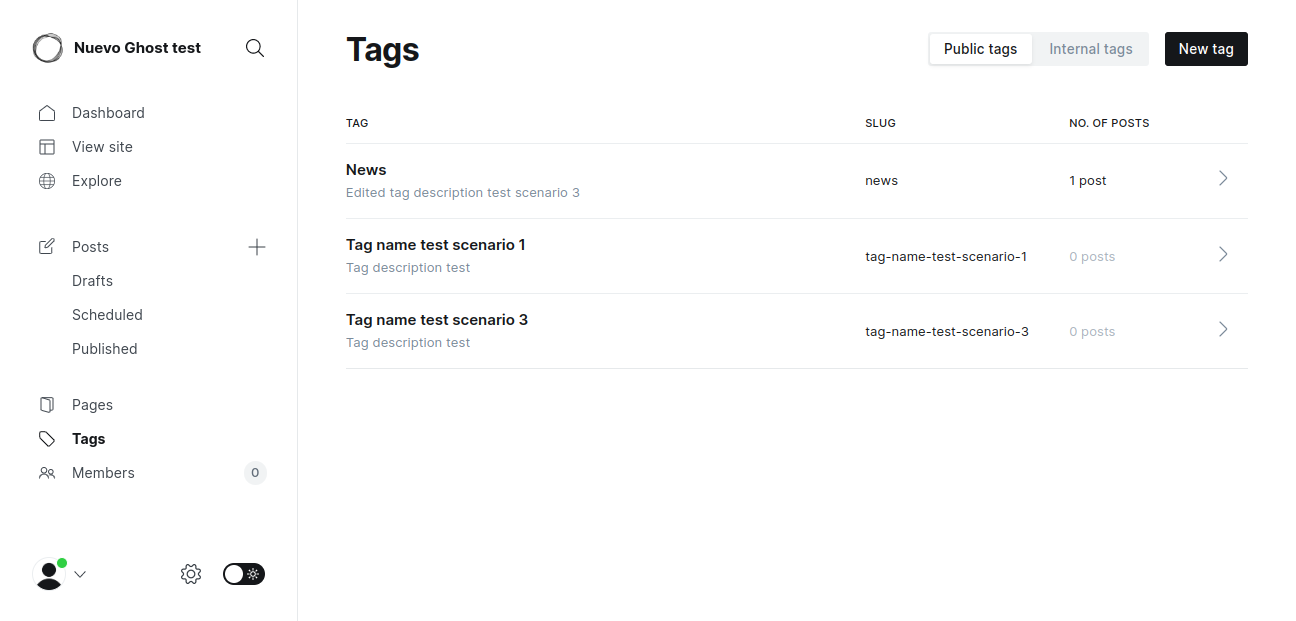 Nuevo Ghost test
Dashboard
View site
Explore
Posts
Drafts
Scheduled
Published
Pages
Tags
Members 0
Tags
Public tags Internal tags New tag
TAG SLUG NO. OF POSTS
News
Edited tag description test scenario 3
news 1 post
Tag name test scenario 1
Tag description test
tag-name-test-scenario-1 0 posts
Tag name test scenario 3
Tag description test
tag-name-test-scenario-3 0 posts